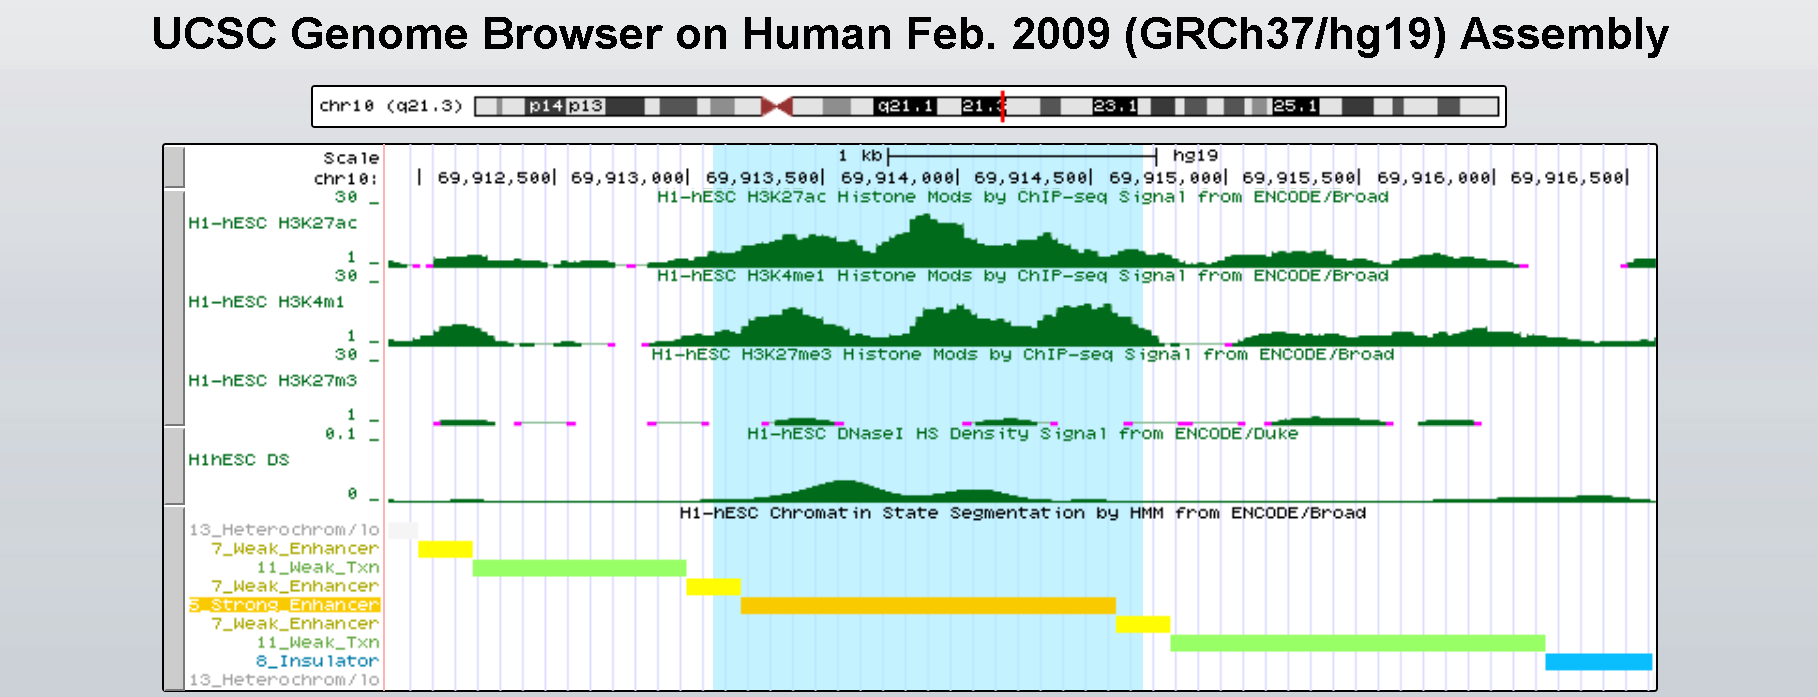 UCSC Genome Browser on Human Feb. 2009 (GRCh37/hg19) Assembly
chr10 (q21.3) p14 p13 q21.1 21.3 23.1 25.1
Scale 1 kb hg19
chr10: 69,912,500 69,913,000 69,913,500 69,914,000 69,914,500 69,915,000 69,915,500 69,916,000 69,916,500
H1-hESC H3K27ac Histone Mods by ChIP-seq Signal from ENCODE/Broad
30
H1-hESC H3K27ac
1
H1-hESC H3K4me1 Histone Mods by ChIP-seq Signal from ENCODE/Broad
30
H1-hESC H3K4m1
1
H1-hESC H3K27me3 Histone Mods by ChIP-seq Signal from ENCODE/Broad
30
H1-hESC H3K27m3
1
H1-hESC DNaseI HS Density Signal from ENCODE/Duke
0.1
H1hESC DS
0
H1-hESC Chromatin State Segmentation by HMM from ENCODE/Broad
13_Heterochrom/lo
7_Weak_Enhancer
11_Weak_Txn
7_Weak_Enhancer
5_Strong_Enhancer
7_Weak_Enhancer
11_Weak_Txn
8_Insulator
13_Heterochrom/lo